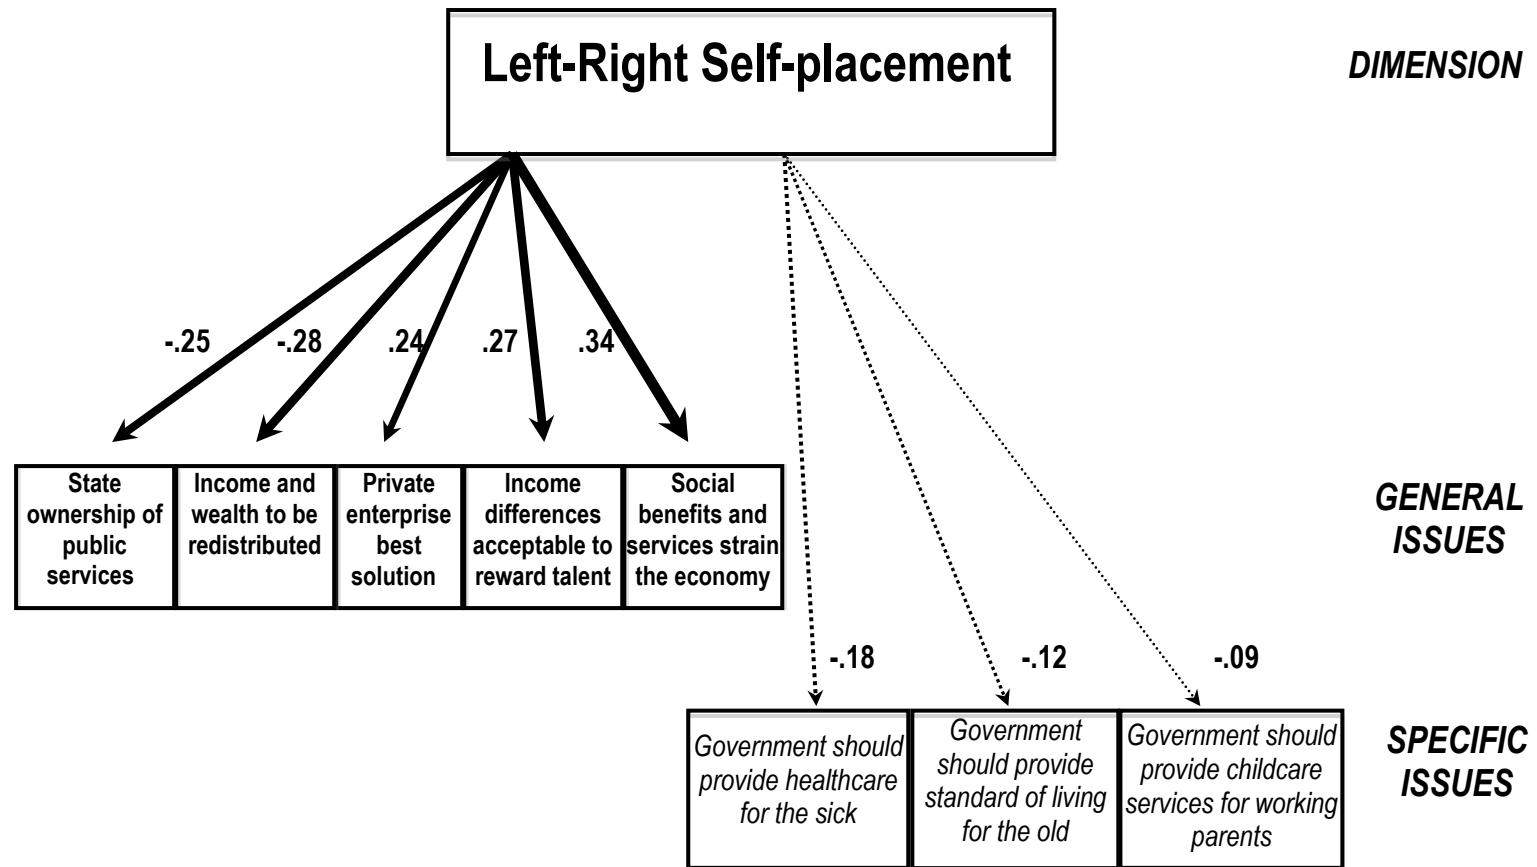 Left-Right Self-placement
DIMENSION
-.25
-.28
.24
.27
.34
State
ownership of
public
services
Income and
wealth to be
redistributed
Private
enterprise
best
solution
Income
differences
acceptable to
reward talent
Social
benefits and
services strain
the economy
GENERAL
ISSUES
-.18
-.12
-.09
Government should
provide healthcare
for the sick
Government
should provide
standard of living
for the old
Government should
provide childcare
services for working
parents
SPECIFIC
ISSUES